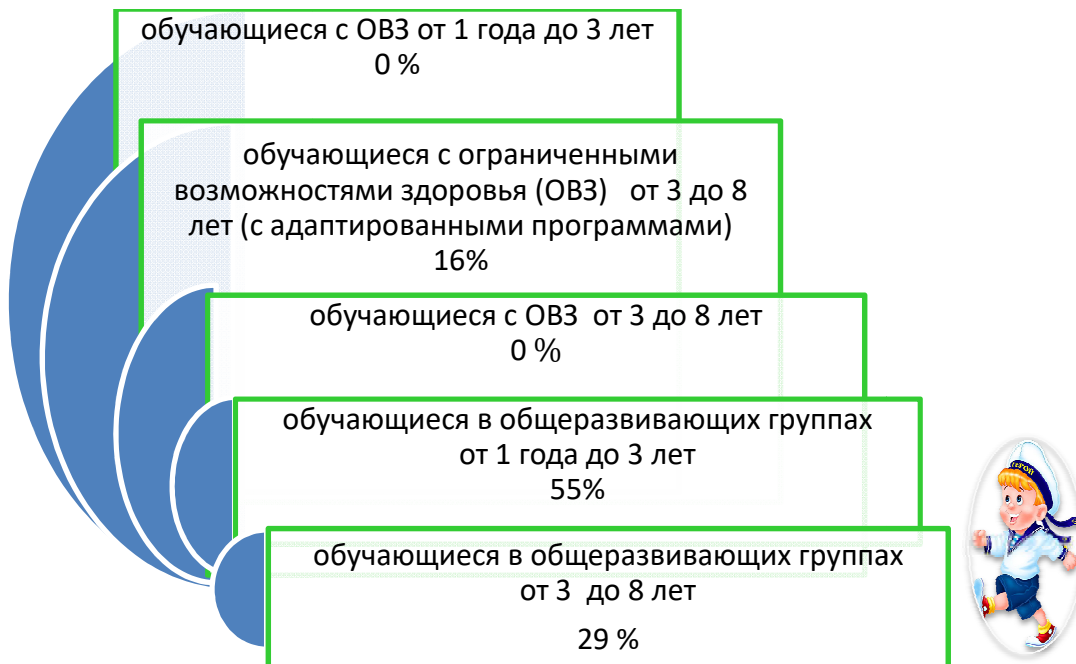 обучающиеся с ОВЗ от 1 года до 3 лет
0 %
обучающиеся с ограниченными
возможностями здоровья (ОВЗ) от 3 до 8
лет (с адаптированными программами)
16%
обучающиеся с ОВЗ от 3 до 8 лет
0 %
обучающиеся в общеразвивающих группах
от 1 года до 3 лет
55%
обучающиеся в общеразвивающих группах
от 3 до 8 лет
29 %